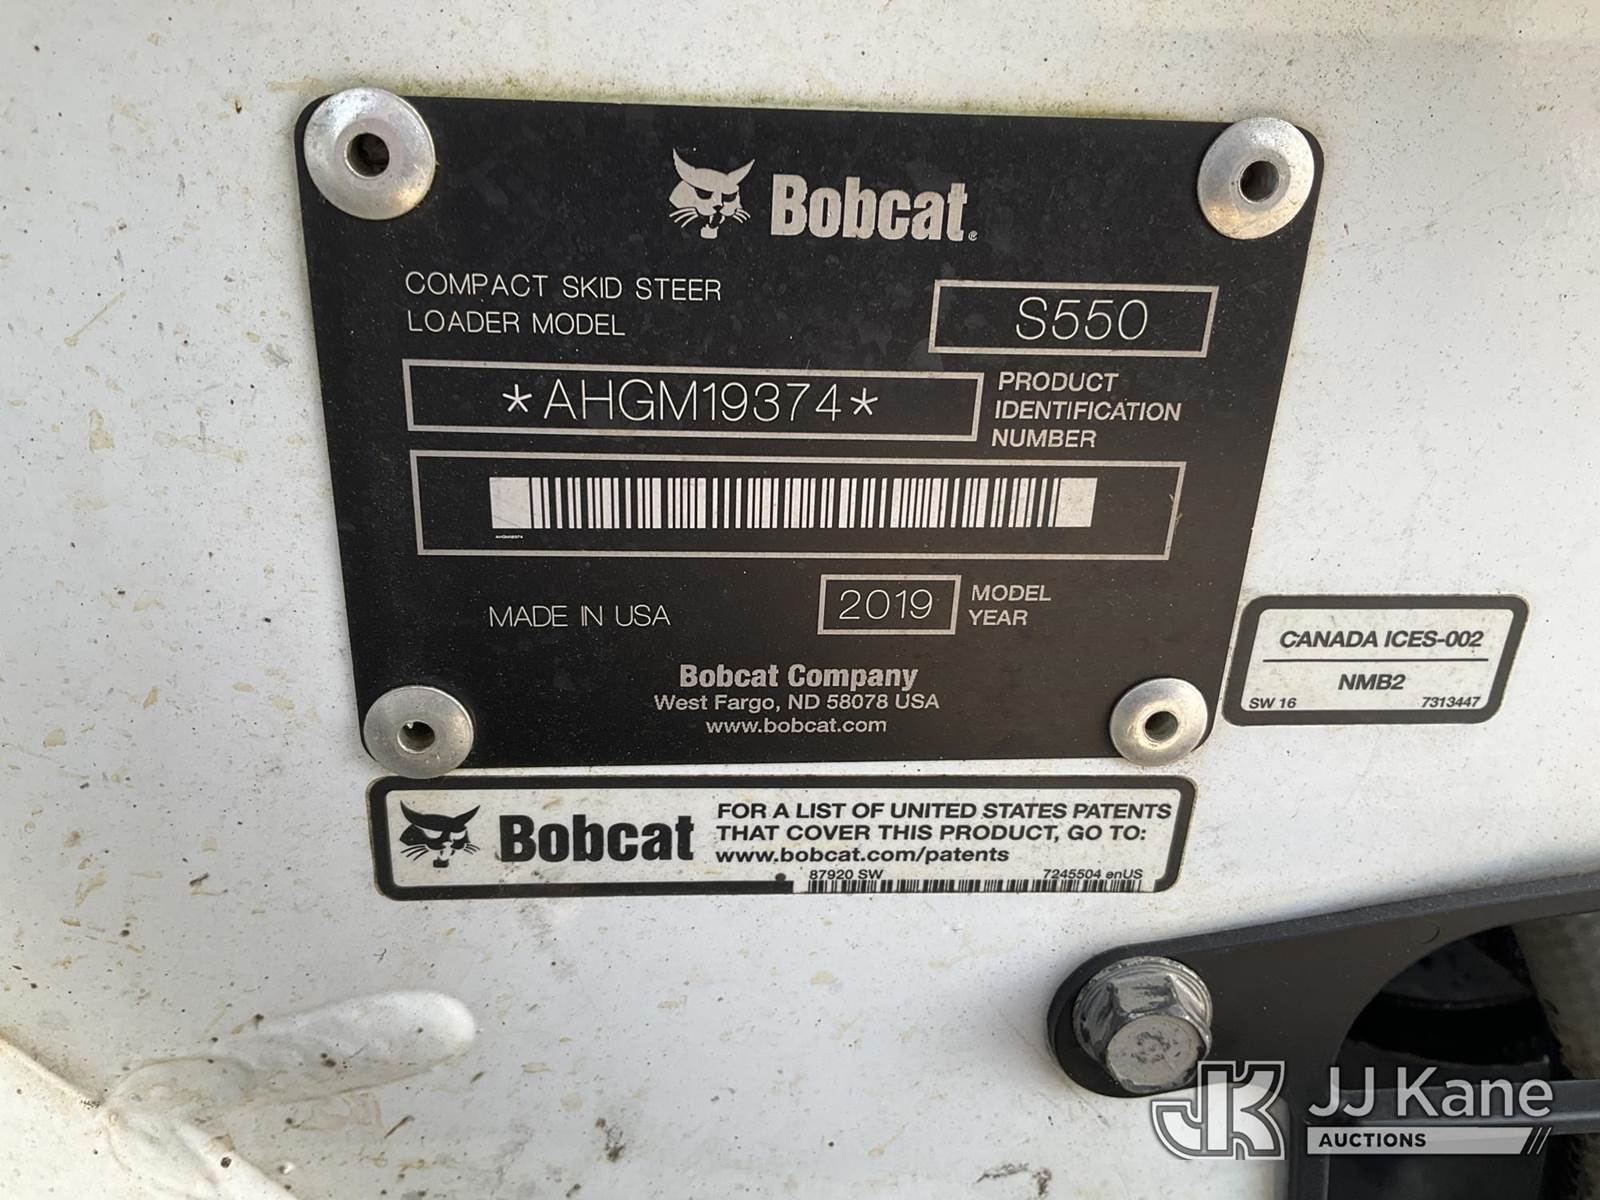 Bobcat®
COMPACT SKID STEER
LOADER MODEL
S550
*AHGM19374*
PRODUCT
IDENTIFICATION
NUMBER
AHGM19374
MADE IN USA
2019
MODEL
YEAR
Bobcat Company
West Fargo, ND 58078 USA
www.bobcat.com
CANADA ICES-002
NMB2
SW 16 7313447
Bobcat
FOR A LIST OF UNITED STATES PATENTS
THAT COVER THIS PRODUCT, GO TO:
www.bobcat.com/patents
87920 SW 7245504 enUS
JK JJ Kane
AUCTIONS